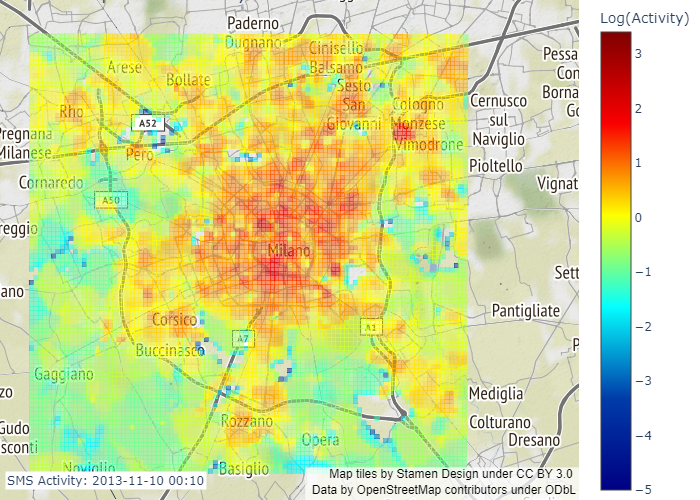 Log(Activity)
Paderno
Dugnano
Cinisello
Balsamo
Arese
Bollate
Sesto
San
Giovanni
Rho
A52
Cologno
Monzese
Cernusco
sul
Naviglio
Pregnana
Milanese
Pero
Vimodrone
Pioltello
Cornaredo
A50
Vignat
reggio
Milano
Sett
ano
Pantigliate
Corsico
A7
A1
Buccinasco
Gaggiano
zo
Mediglia
Rozzano
Colturano
Gudo
sconti
Opera
Dresano
Noviglio
Basiglio
Pessa
Con
Borna
Go
P
3
2
1
0
−1
−2
−3
−4
−5
SMS Activity: 2013-11-10 00:10
Map tiles by Stamen Design under CC BY 3.0
Data by OpenStreetMap contributors under ODbL